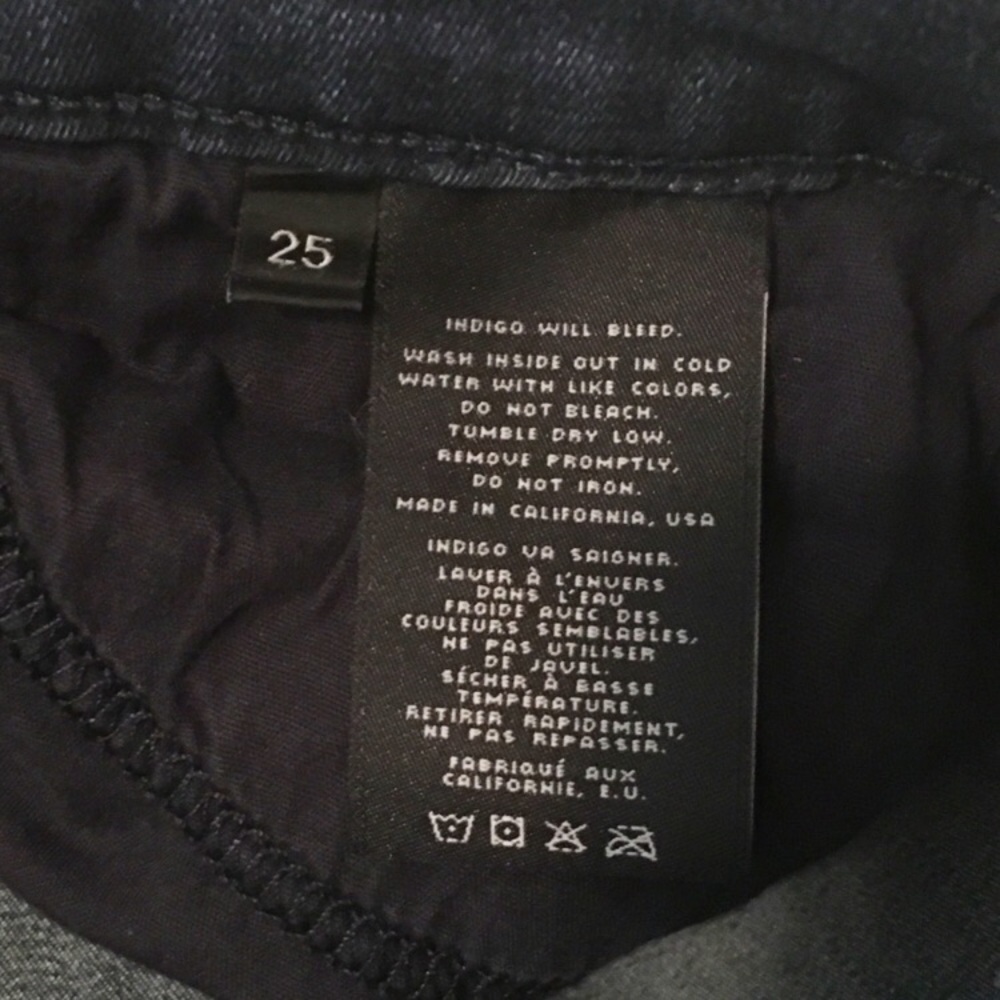 25
INDIGO WILL BLEED.
WASH INSIDE OUT IN COLD
WATER WITH LIKE COLORS,
DO NOT BLEACH.
TUMBLE DRY LOW.
REMOVE PROMPTLY,
DO NOT IRON.
MADE IN CALIFORNIA, USA
INDIGO VA SAIGNER.
LAVER À L'ENVERS
DANS L'EAU
FROIDE AVEC DES
COULEURS SEMBLABLES,
NE PAS UTILISER
DE JAVEL.
SÉCHER À BASSE
TEMPÉRATURE.
RETIRER RAPIDEMENT,
NE PAS REPASSER.
FABRIQUÉ AUX
CALIFORNIE, E.U.